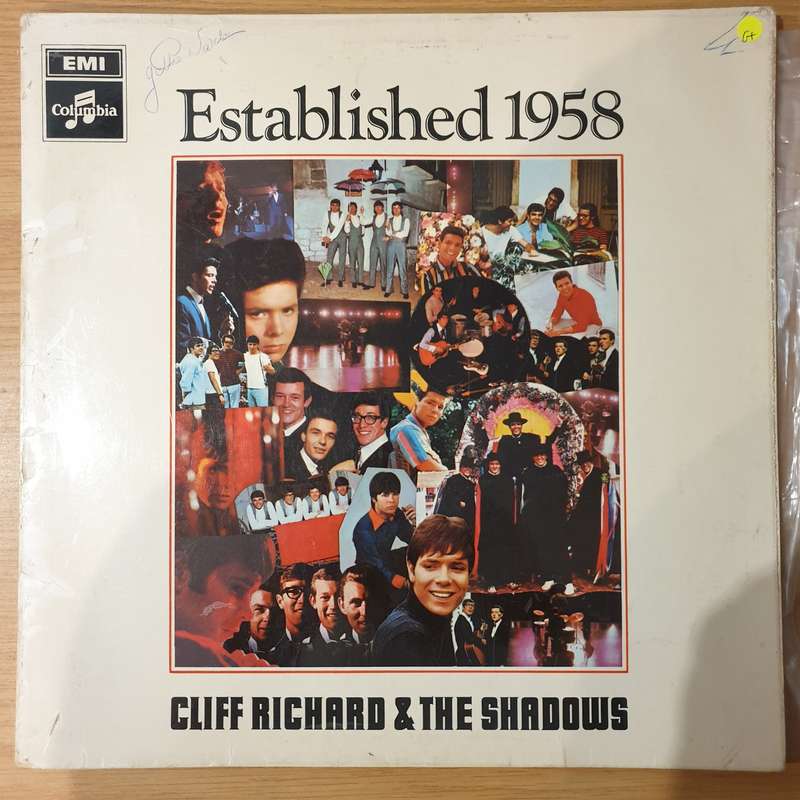 EMI
Columbia
G+
Established 1958
CLIFF RICHARD & THE SHADOWS